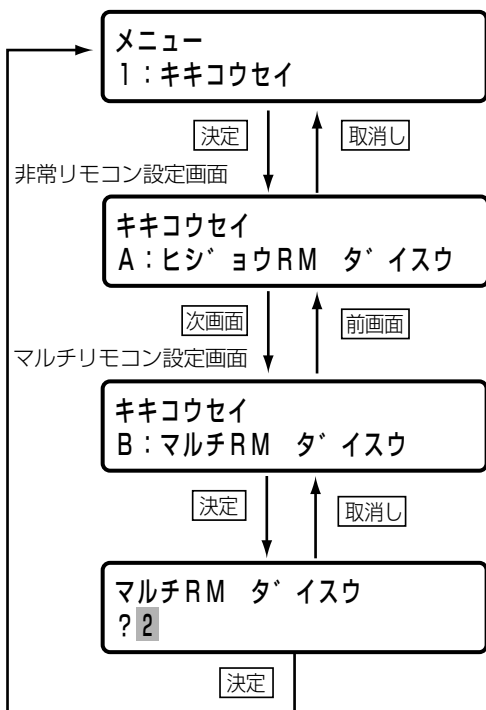 メニュー
1：キキコウセイ
決定 取消し
非常リモコン設定画面
キキコウセイ
A：ヒジョウRM ダイスウ
次画面 前画面
マルチリモコン設定画面
キキコウセイ
B：マルチRM ダイスウ
決定 取消し
マルチRM ダイスウ
?2
決定